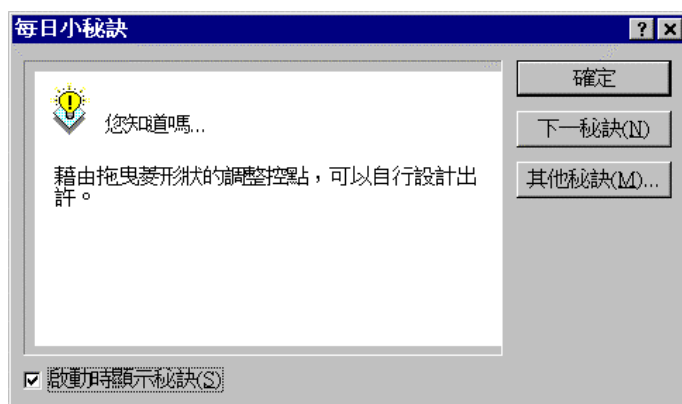 每日小秘訣
您知道嗎...
藉由拖曳菱形狀的調整控點，可以自行設計出
許。
確定
下一秘訣(N)
其他秘訣(M)...
啟動時顯示秘訣(S)